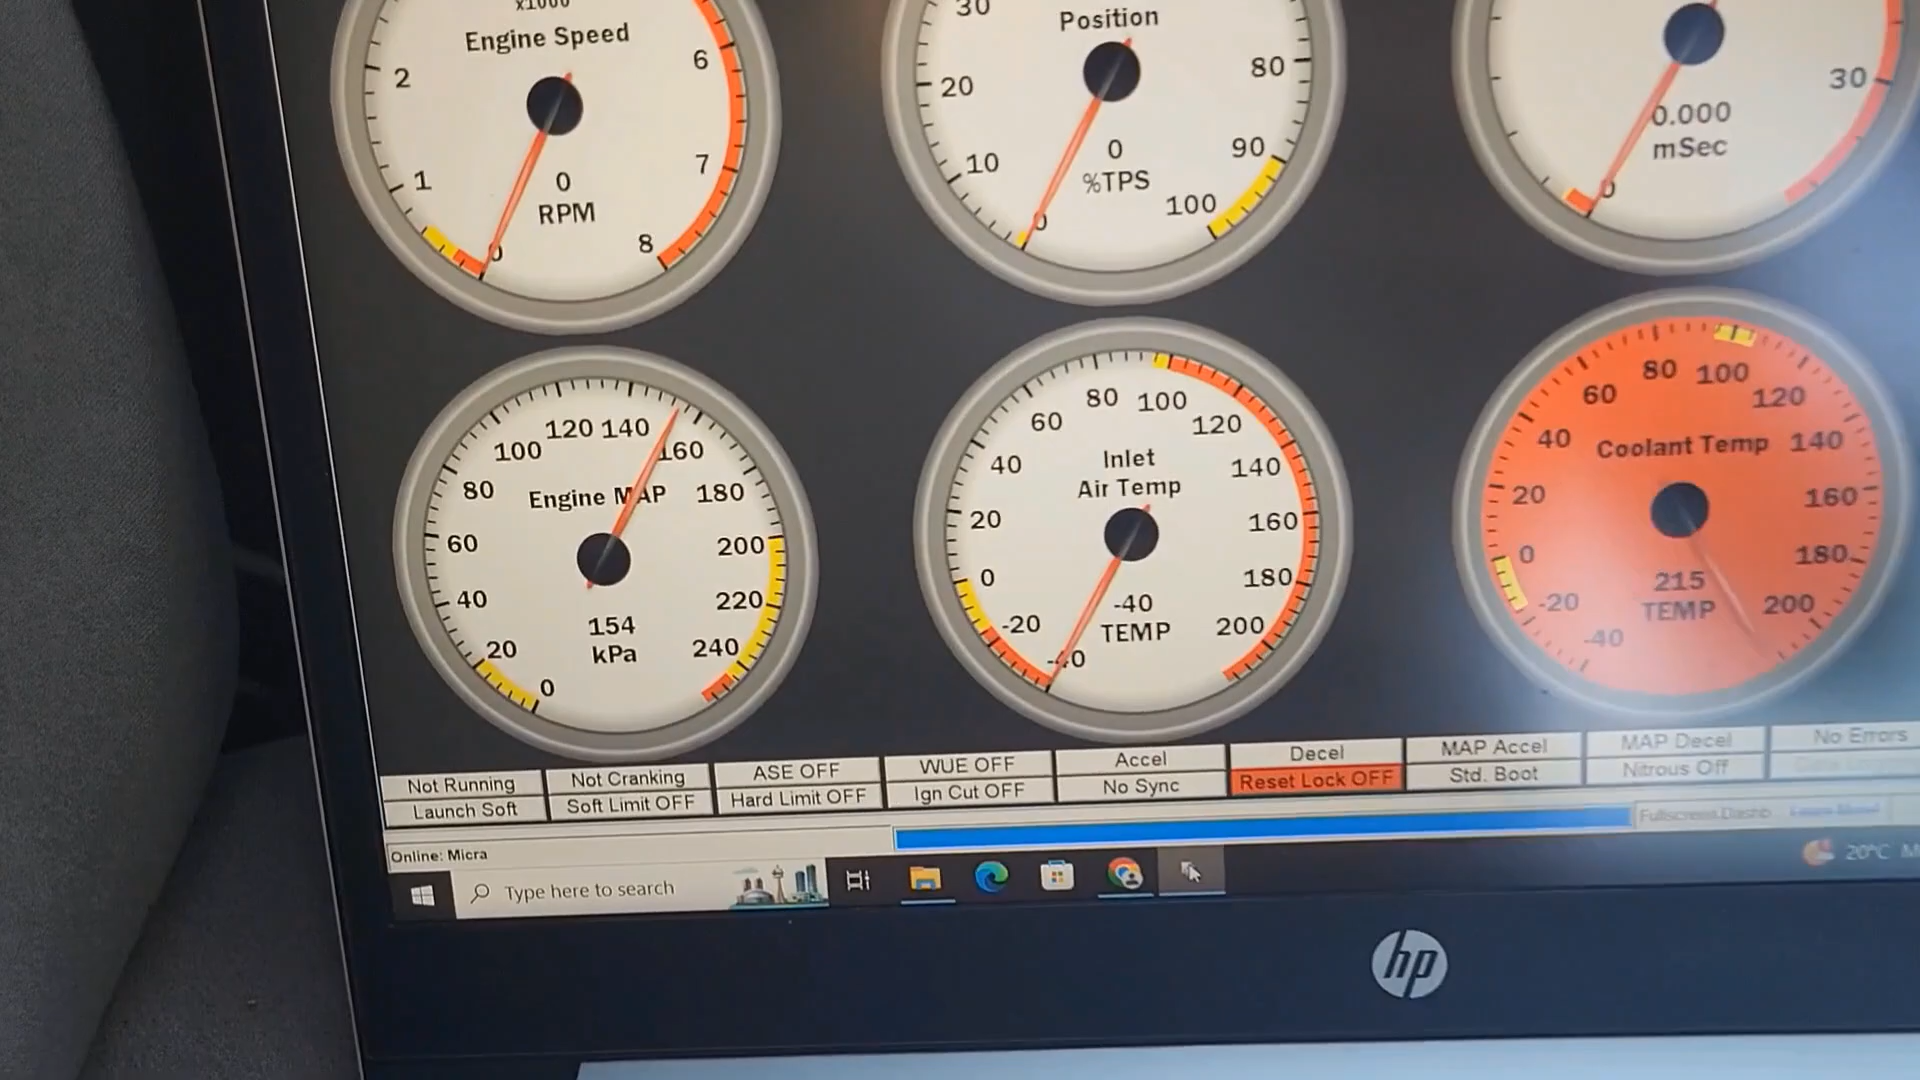 x1000
Engine Speed
2
6
1
7
0
RPM
0
8
30
Position
20
80
10
90
0
%TPS
100
0
30
0.000
mSec
0
120 140
100
160
80
Engine MAP
180
60
200
40
220
154
kPa
20
240
0
80 100
60
120
Inlet
Air Temp
40
140
20
160
0
180
-40
TEMP
-20
200
-40
80 100
60
120
40
Coolant Temp
140
20
160
0
180
215
TEMP
-20
200
-40
Not Running
Not Cranking
ASE OFF
WUE OFF
Accel
Decel
MAP Accel
MAP Decel
No Errors
Launch Soft
Soft Limit OFF
Hard Limit OFF
Ign Cut OFF
No Sync
Reset Lock OFF
Std. Boot
Nitrous Off
Online: Micra
Type here to search
20°C
hp